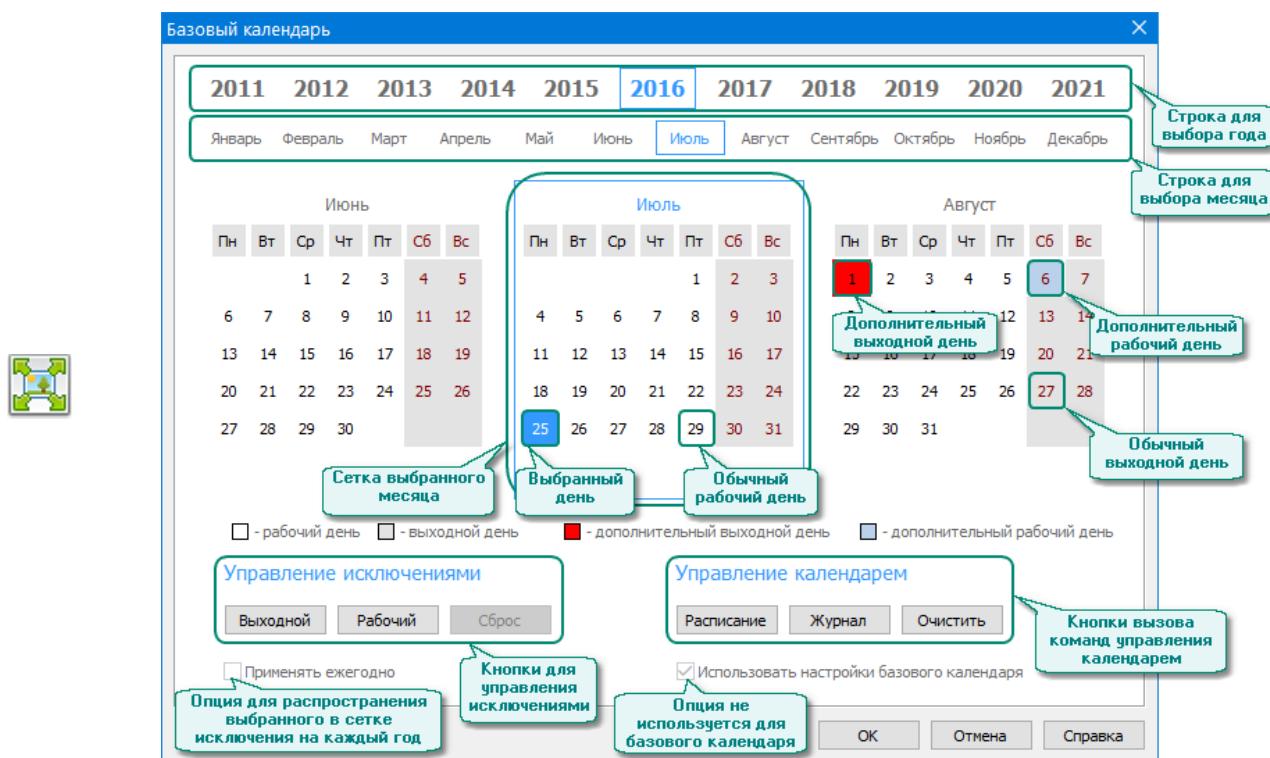 Базовый календарь
2011 2012 2013 2014 2015 2016 2017 2018 2019 2020 2021
Строка для
выбора года
Январь Февраль Март Апрель Май Июнь Июль Август Сентябрь Октябрь Ноябрь Декабрь
Строка для
выбора месяца
Июнь Июль Август
Пн Вт Ср Чт Пт Сб Вс Пн Вт Ср Чт Пт Сб Вс Пн Вт Ср Чт Пт Сб Вс
1 2 3 4 5 1 2 3 1 2 3 4 5 6 7
6 7 8 9 10 11 12 4 5 6 7 8 9 10 12 13 14
Дополнительный
выходной день
Дополнительный
рабочий день
13 14 15 16 17 18 19 11 12 13 14 15 16 17 15 16 17 18 19 20 21
20 21 22 23 24 25 26 18 19 20 21 22 23 24 22 23 24 25 26 27 28
27 28 29 30 25 26 27 28 29 30 31 29 30 31
Обычный
выходной день
Сетка выбранного
месяца
Выбранный
день
Обычный
рабочий день
- рабочий день - выходной день - дополнительный выходной день - дополнительный рабочий день
Управление исключениями Управление календарем
Выходной Рабочий Сброс Расписание Журнал Очистить
Кнопки вызова
команд управления
календарем
Применять ежегодно
Кнопки для
управления
исключениями
Использовать настройки базового календаря
Опция для распространения
выбранного в сетке
исключения на каждый год
Опция не
используется для
базового календаря
ОК Отмена Справка